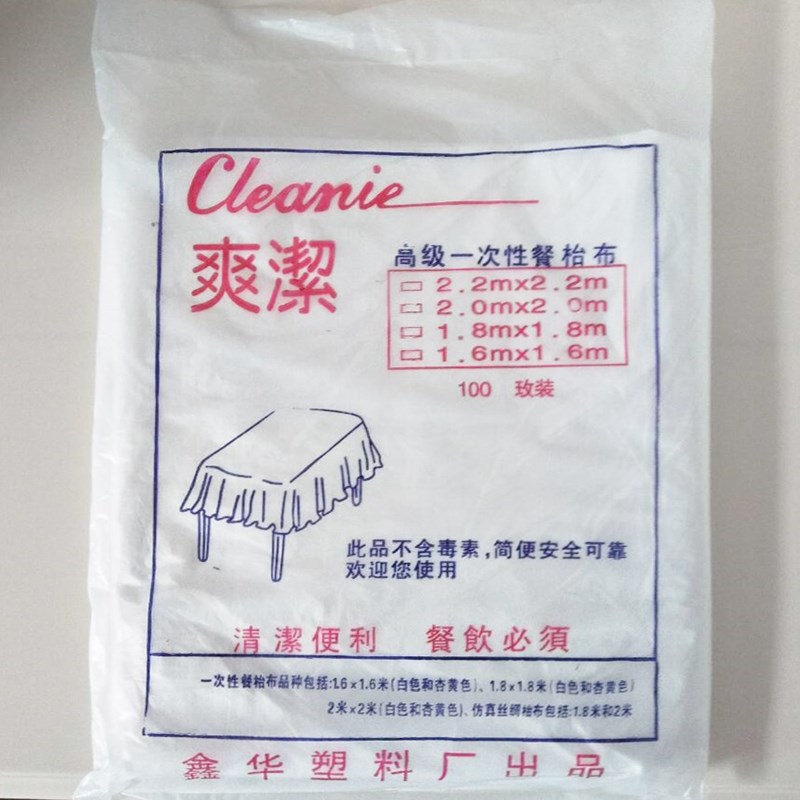 Cleanie
爽潔
高级一次性餐枱布
2.2mx2.2m
2.0mx2.0m
1.8mx1.8m
1.6mx1.6m
100 玫装
此品不含毒素,简便安全可靠
欢迎您使用
清潔便利 餐飲必須
一次性餐枱布品种包括:1.6×1.6米(白色和杏黄色)、1.8×1.8米(白色和杏黄色)
2米×2米(白色和杏黄色)、仿真丝绸枱布包括:1.8米和2米
鑫华塑料厂出品